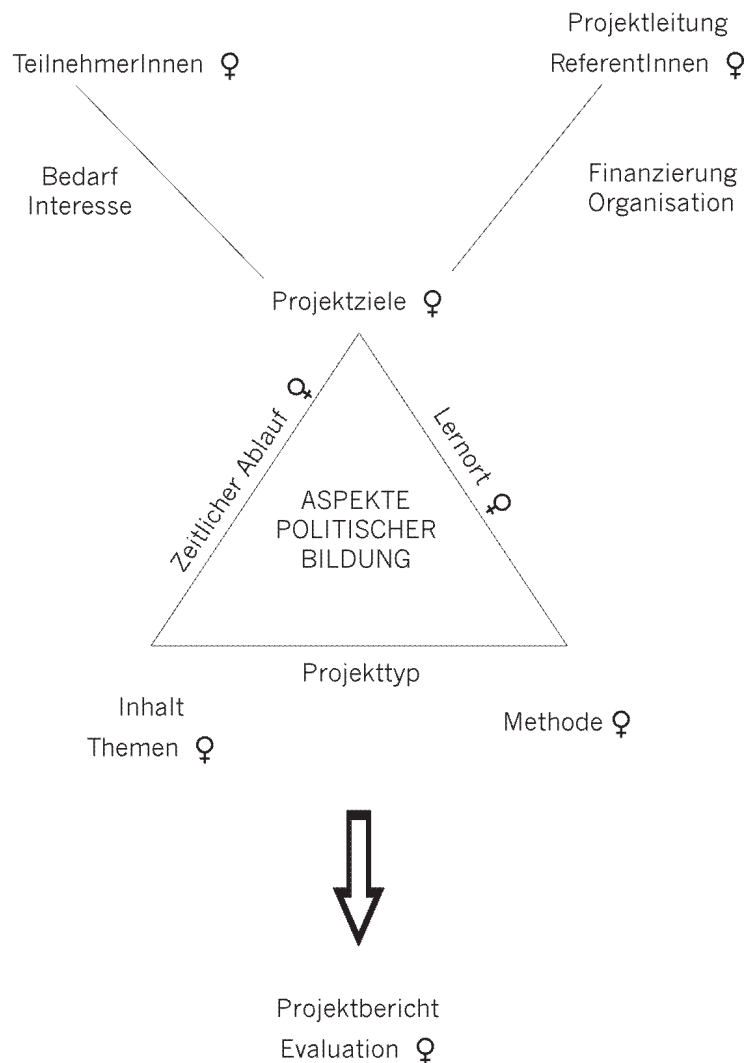 Projektleitung
TeilnehmerInnen ♀
ReferentInnen ♀
Bedarf
Interesse
Finanzierung
Organisation
Projektziele ♀
Zeitlicher Ablauf ♀
Lernort ♀
ASPEKTE
POLITISCHER
BILDUNG
Projekttyp
Inhalt
Themen ♀
Methode ♀
Projektbericht
Evaluation ♀